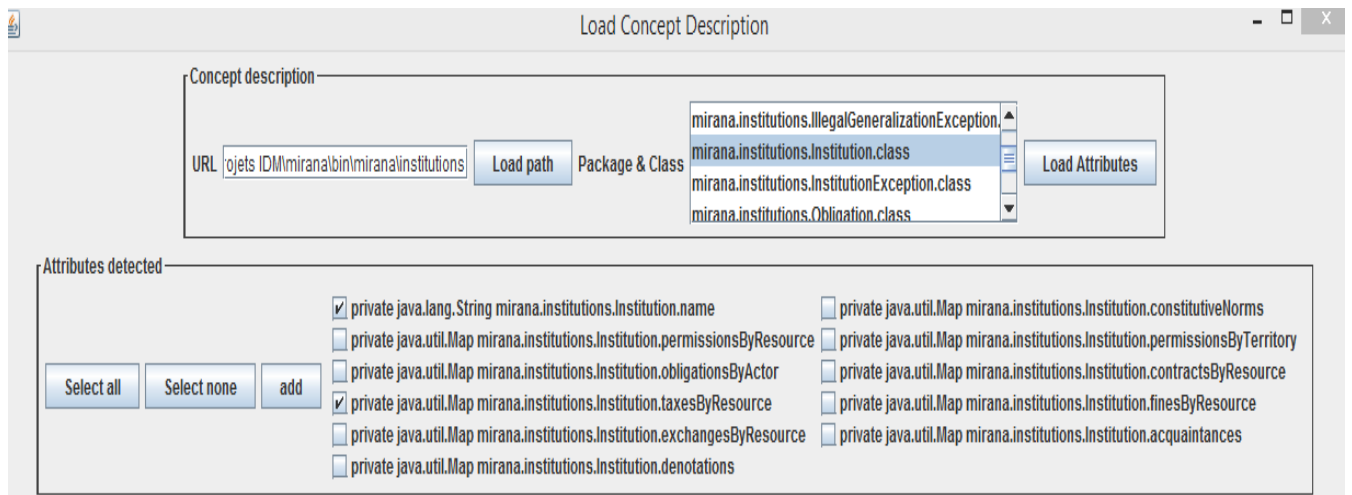 Load Concept Description
Concept description
URL
rojets IDM\mirana\bin\mirana\institutions
Load path
Package & Class
mirana.institutions.IllegalGeneralizationException.
mirana.institutions.Institution.class
mirana.institutions.InstitutionException.class
mirana.institutions.Obligation.class
Load Attributes
Attributes detected
Select all
Select none
add
private java.lang.String mirana.institutions.Institution.name
private java.util.Map mirana.institutions.Institution.constitutiveNorms
private java.util.Map mirana.institutions.Institution.permissionsByResource
private java.util.Map mirana.institutions.Institution.permissionsByTerritory
private java.util.Map mirana.institutions.Institution.obligationsByActor
private java.util.Map mirana.institutions.Institution.contractsByResource
private java.util.Map mirana.institutions.Institution.taxesByResource
private java.util.Map mirana.institutions.Institution.finesByResource
private java.util.Map mirana.institutions.Institution.exchangesByResource
private java.util.Map mirana.institutions.Institution.acquaintances
private java.util.Map mirana.institutions.Institution.denotations